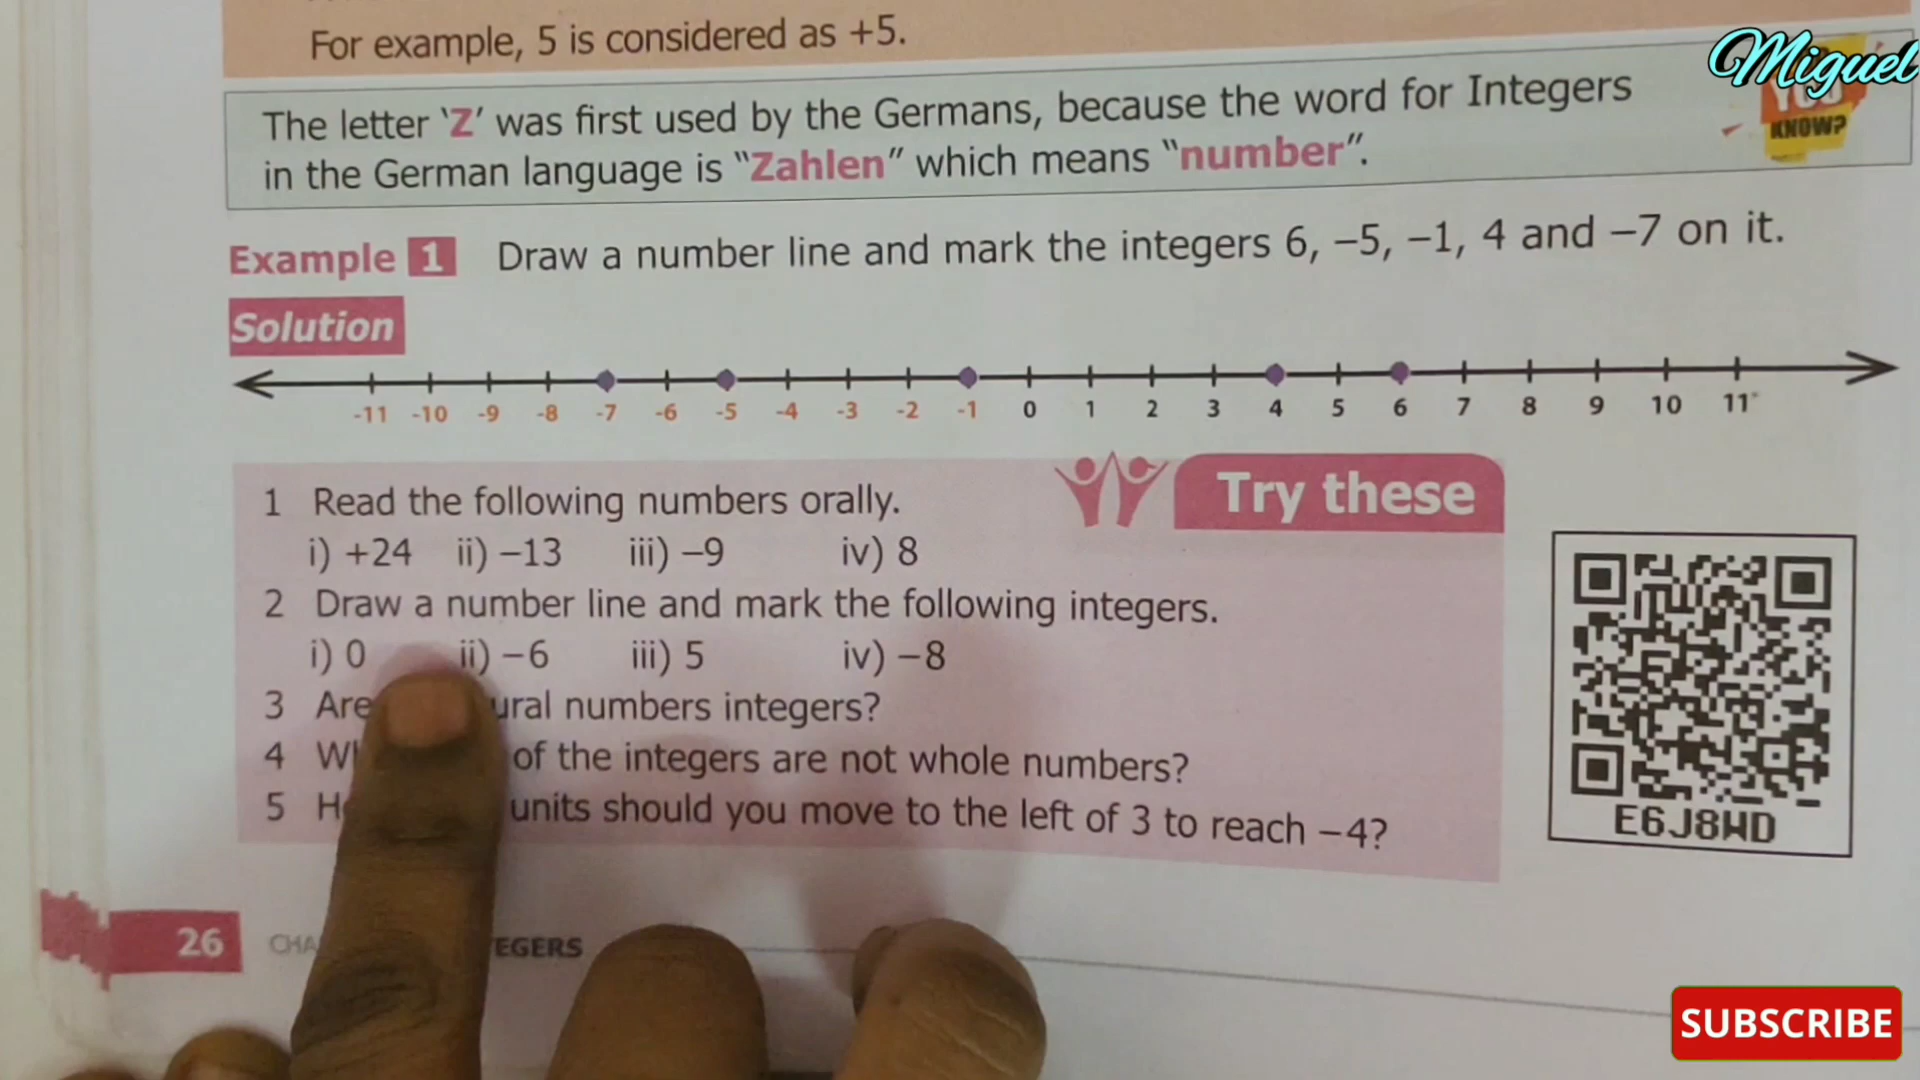 For example, 5 is considered as +5.
Miguel
The letter ‘Z’ was first used by the Germans, because the word for Integers
in the German language is “Zahlen” which means “number”.
KNOW?
Example 1 Draw a number line and mark the integers 6, –5, –1, 4 and –7 on it.
Solution
-11 -10 -9 -8 -7 -6 -5 -4 -3 -2 -1 0 1 2 3 4 5 6 7 8 9 10 11
Try these
1 Read the following numbers orally.
i) +24 ii) –13 iii) –9 iv) 8
2 Draw a number line and mark the following integers.
i) 0 ii) –6 iii) 5 iv) –8
3 Are numbers integers?
4 of the integers are not whole numbers?
5 units should you move to the left of 3 to reach –4?
E6J8WD
26
SUBSCRIBE